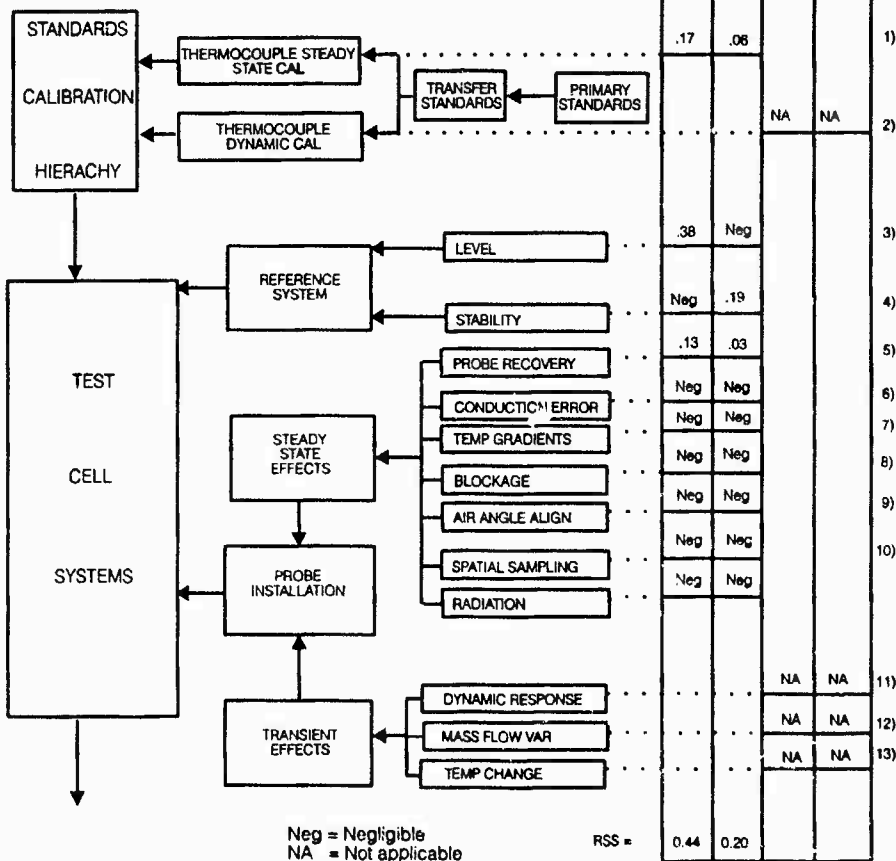 STANDARDS
CALIBRATION
HIERACHY
THERMOCOUPLE STEADY
STATE CAL
THERMOCOUPLE
DYNAMIC CAL
TRANSFER
STANDARDS
PRIMARY
STANDARDS
.17 .06 1)
NA NA 2)
TEST
CELL
SYSTEMS
REFERENCE
SYSTEM
LEVEL
.38 Neg 3)
STABILITY
Neg .19 4)
STEADY
STATE
EFFECTS
PROBE RECOVERY
.13 .03 5)
CONDUCTION ERROR
Neg Neg 6)
TEMP GRADIENTS
Neg Neg 7)
BLOCKAGE
Neg Neg 8)
AIR ANGLE ALIGN
Neg Neg 9)
SPATIAL SAMPLING
Neg Neg 10)
RADIATION
Neg Neg
PROBE
INSTALLATION
TRANSIENT
EFFECTS
DYNAMIC RESPONSE
NA NA 11)
MASS FLOW VAR
NA NA 12)
TEMP CHANGE
NA NA 13)
Neg = Negligible
NA = Not applicable
RSS = 0.44 0.20